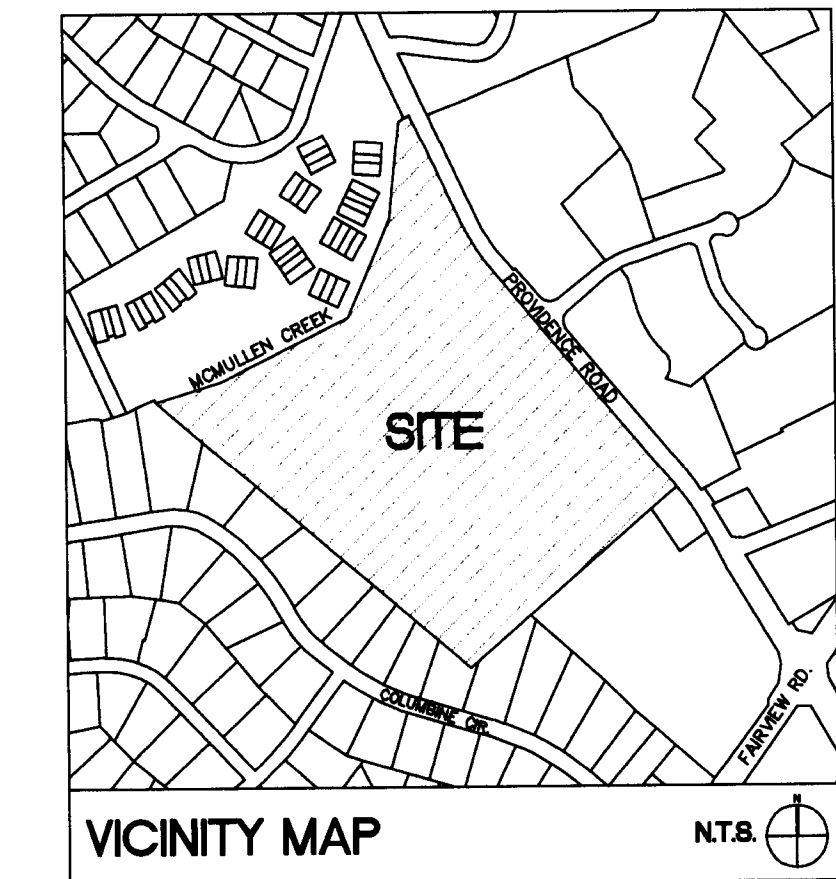 PROVIDENCE ROAD
MCMULLEN CREEK
SITE
COLUMBINE CIR.
FAIRVIEW RD.
VICINITY MAP
N.T.S.
N